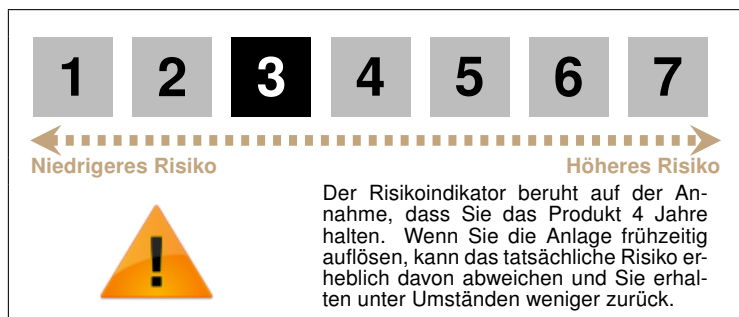 1 2 3 4 5 6 7
Niedrigeres Risiko Höheres Risiko
Der Risikoindikator beruht auf der An-
nahme, dass Sie das Produkt 4 Jahre
halten. Wenn Sie die Anlage frühzeitig
auflösen, kann das tatsächliche Risiko er-
heblich davon abweichen und Sie erhal-
ten unter Umständen weniger zurück.